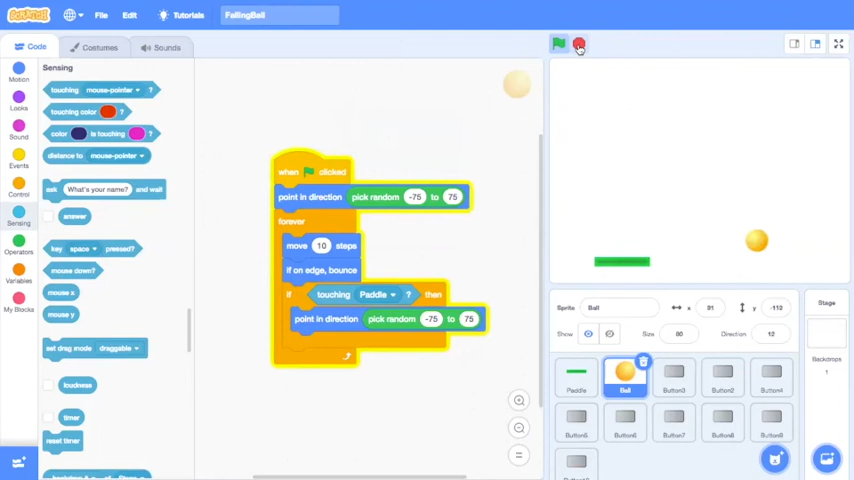 SCRATCH File Edit Tutorials FallingBall
Code Costumes Sounds
Motion
Looks
Sound
Events
Control
Sensing
Operators
Variables
My Blocks
Sensing
touching mouse-pointer ?
touching color ?
color is touching ?
distance to mouse-pointer
ask What's your name? and wait
answer
key space pressed?
mouse down?
mouse x
mouse y
set drag mode draggable
loudness
timer
reset timer
when clicked
point in direction pick random -75 to 75
forever
move 10 steps
if on edge, bounce
if touching Paddle ? then
point in direction pick random -75 to 75
Sprite Ball x 91 y -112
Show Size 80 Direction 12
Paddle Ball Button3 Button2 Button4
Button5 Button6 Button7 Button8 Button9
Stage
Backdrops
1